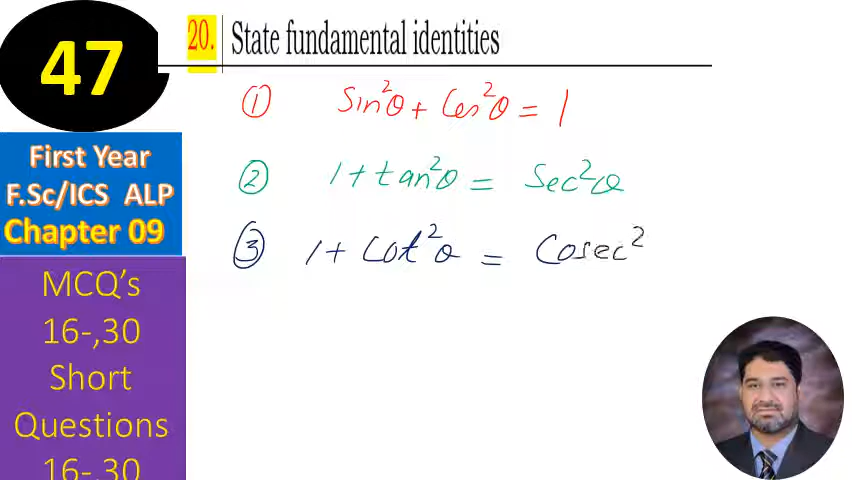 47
20. State fundamental identities
① Sin²θ + Cos²θ = 1
② 1 + tan²θ = Sec²θ
③ 1 + Cot²θ = Cosec²
First Year
F.Sc/ICS ALP
Chapter 09
MCQ's
16-,30
Short
Questions
16-,30